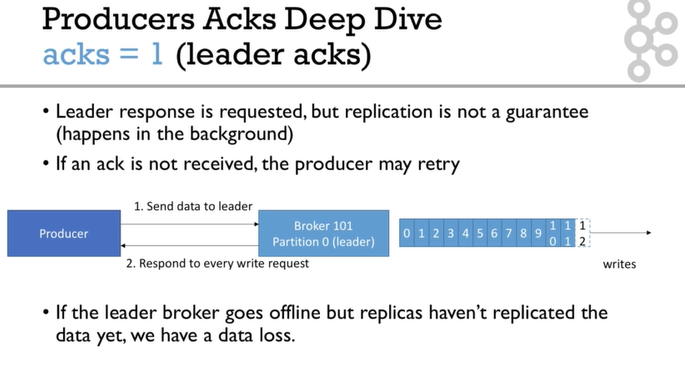 Producers Acks Deep Dive
acks = 1 (leader acks)
• Leader response is requested, but replication is not a guarantee
(happens in the background)
• If an ack is not received, the producer may retry
1. Send data to leader
Producer
Broker 101
Partition 0 (leader)
0 1 2 3 4 5 6 7 8 9 10 11 12
2. Respond to every write request
writes
• If the leader broker goes offline but replicas haven’t replicated the
data yet, we have a data loss.